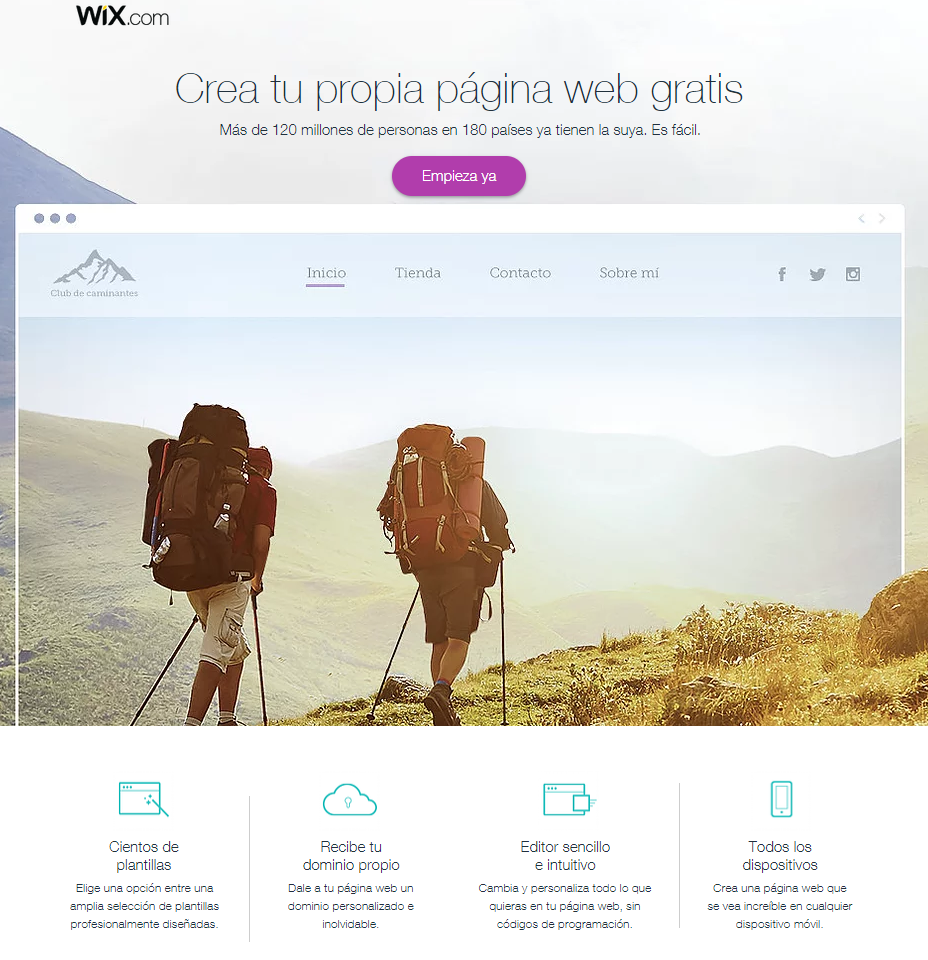 WiX.com
Crea tu propia página web gratis
Más de 120 millones de personas en 180 países ya tienen la suya. Es fácil.
Empieza ya
Club de caminantes
Inicio
Tienda
Contacto
Sobre mí
Cientos de
plantillas
Elige una opción entre una
amplia selección de plantillas
profesionalmente diseñadas.
Recibe tu
dominio propio
Dale a tu página web un
dominio personalizado e
inolvidable.
Editor sencillo
e intuitivo
Cambia y personaliza todo lo que
quieras en tu página web, sin
códigos de programación.
Todos los
dispositivos
Crea una página web que
se vea increíble en cualquier
dispositivo móvil.